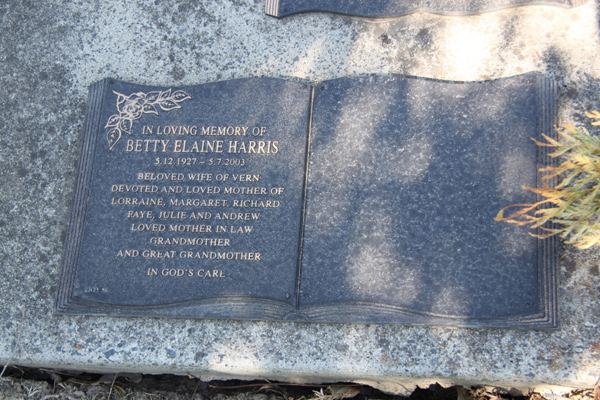 IN LOVING MEMORY OF
BETTY ELAINE HARRIS
5.12.1927 – 5.7.2003
BELOVED WIFE OF VERN
DEVOTED AND LOVED MOTHER OF
LORRAINE, MARGARET, RICHARD
FAYE, JULIE AND ANDREW
LOVED MOTHER IN LAW
GRANDMOTHER
AND GREAT GRANDMOTHER
IN GOD'S CARE